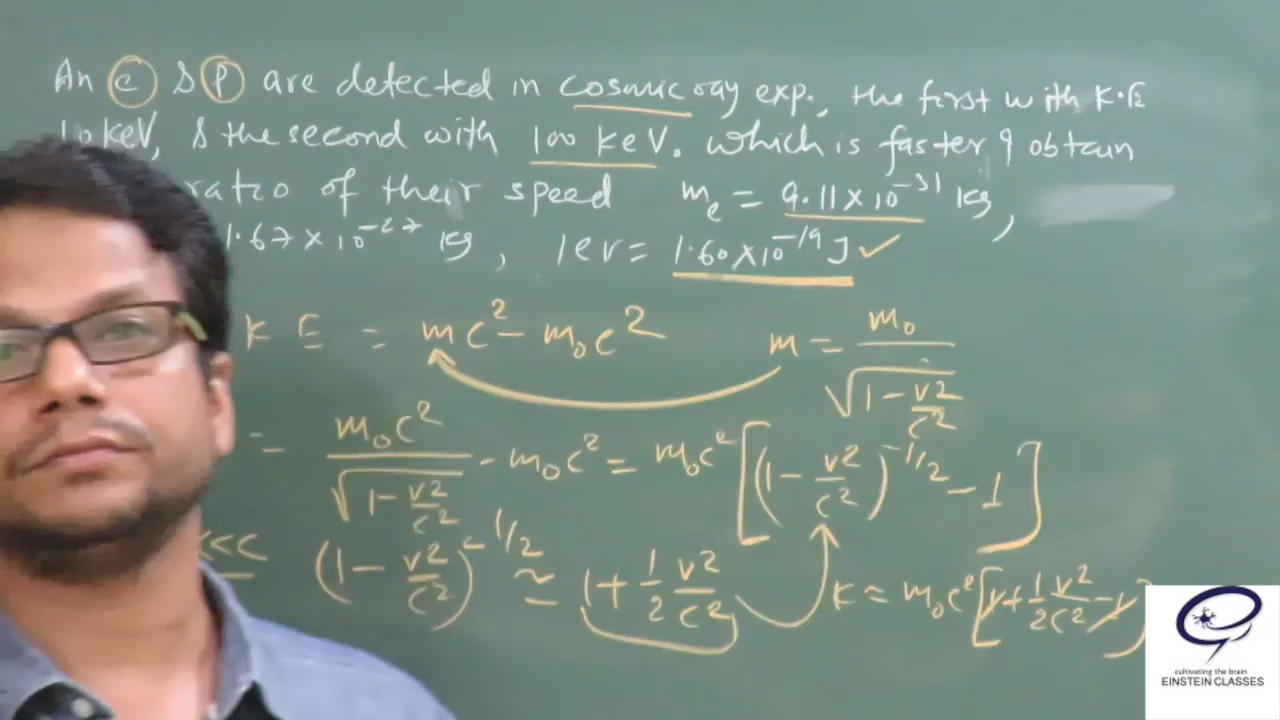 An e & P are detected in cosmic ray exp., the first with K.E
10 keV, & the second with 100 keV. which is faster ? obtain
ratio of their speed mₑ = 9.11×10⁻³¹ kg,
1.67×10⁻²⁷ kg, 1ev = 1.60×10⁻¹⁹J ✓
K E = mc² - m₀c² m = m₀/√(1-v²/c²)
= m₀c²/√(1-v²/c²) - m₀c² = m₀c² [(1-v²/c²)^-1/2 - 1]
<<c (1-v²/c²)^-1/2 ≈ 1+1/2 v²/c² K = m₀c² [1+1/2 v²/c² -1]
cultivating the brain
EINSTEIN CLASSES